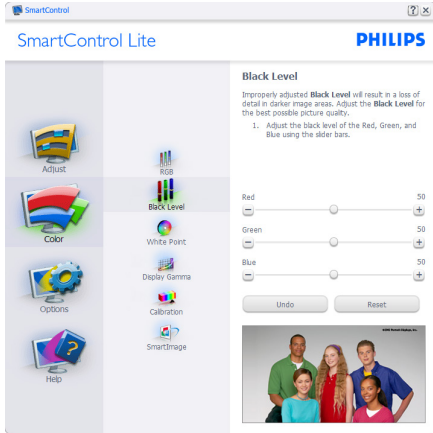 SmartControl
SmartControl Lite
PHILIPS
Adjust
Color
Options
Help
RGB
Black Level
White Point
Display Gamma
Calibration
SmartImage
Black Level
Improperly adjusted Black Level will result in a loss of
detail in darker image areas. Adjust the Black Level for
the best possible picture quality.
1. Adjust the black level of the Red, Green, and
Blue using the slider bars.
Red 50
Green 50
Blue 50
Undo Reset